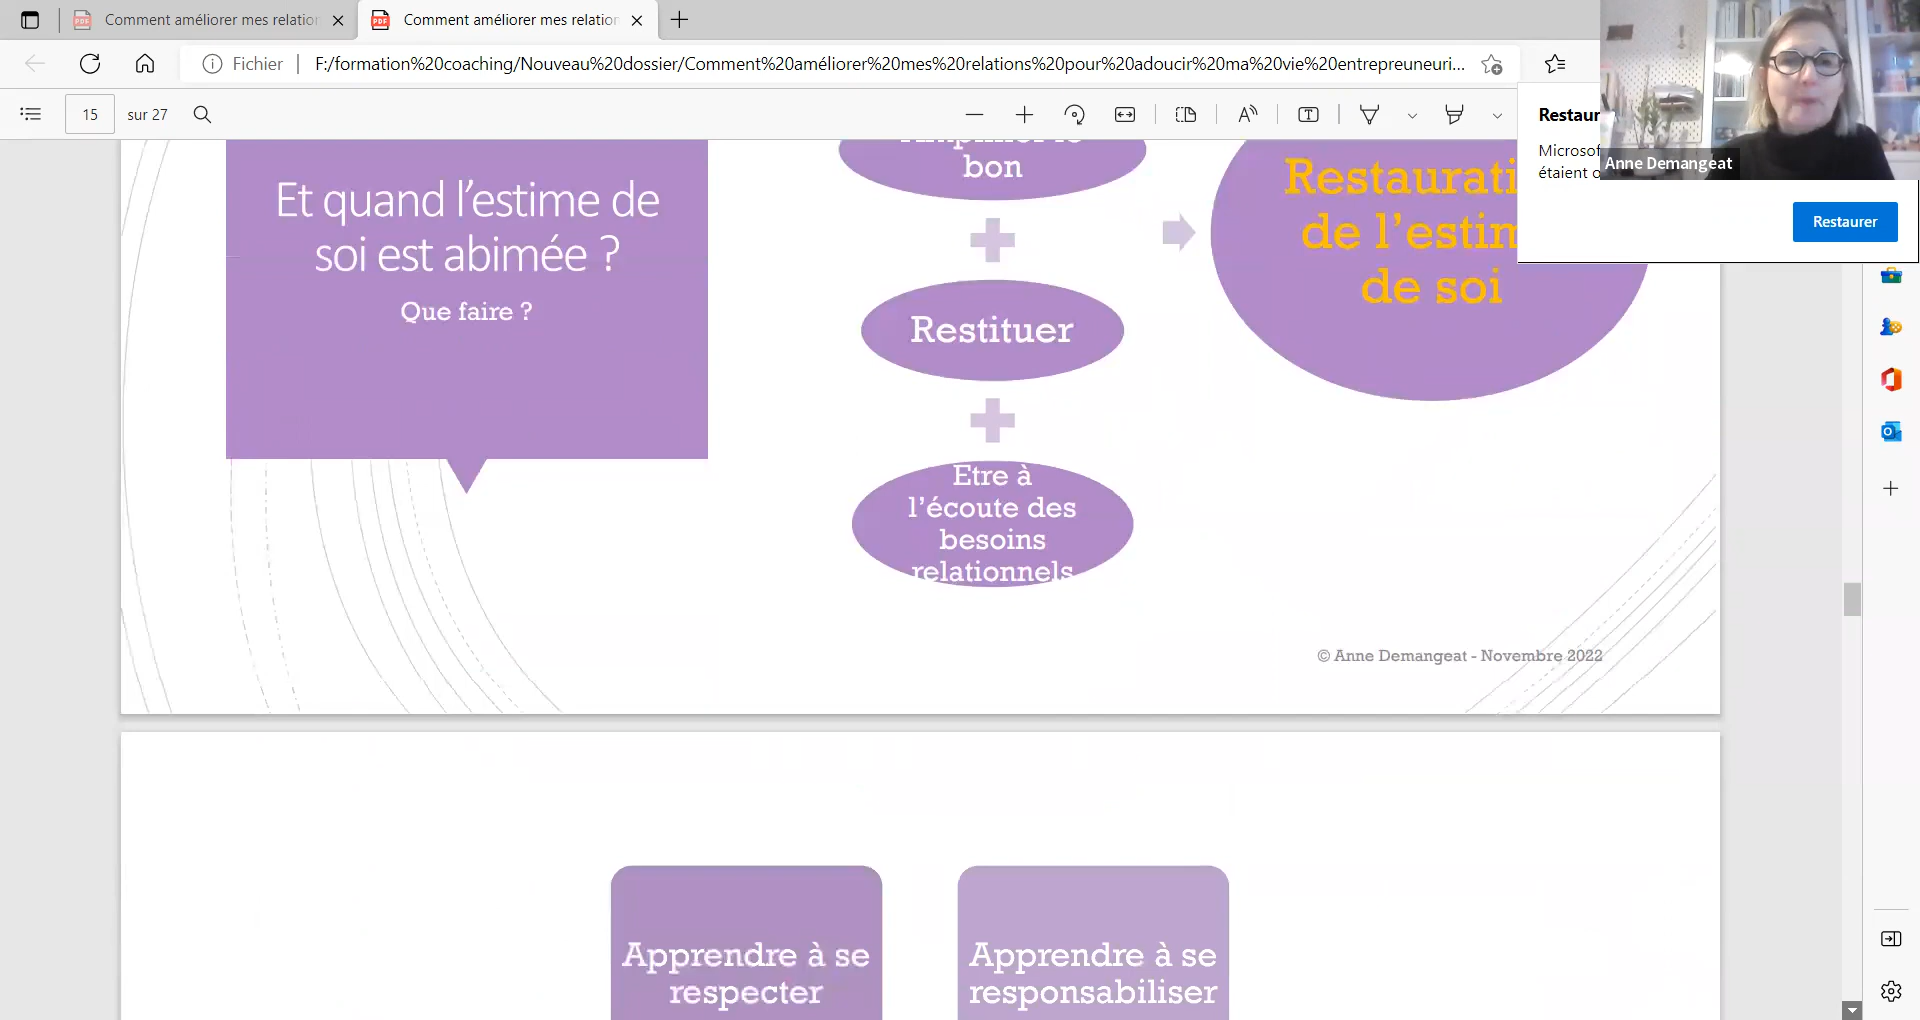 Comment améliorer mes relatio
Comment améliorer mes relatio
Fichier
F:/formation%20coaching/Nouveau%20dossier/Comment%20améliorer%20mes%20relations%20pour%20adoucir%20ma%20vie%20entrepreuneuri...
15 sur 27
Restaur
Microsof
étaient o
Anne Demangeat
Restaurer
Et quand l’estime de
soi est abimée ?
Que faire ?
bon
Restituer
Etre à
l’écoute des
besoins
relationnels
Restaurati
de l’estim
de soi
© Anne Demangeat - Novembre 2022
Apprendre à se
respecter
Apprendre à se
responsabiliser